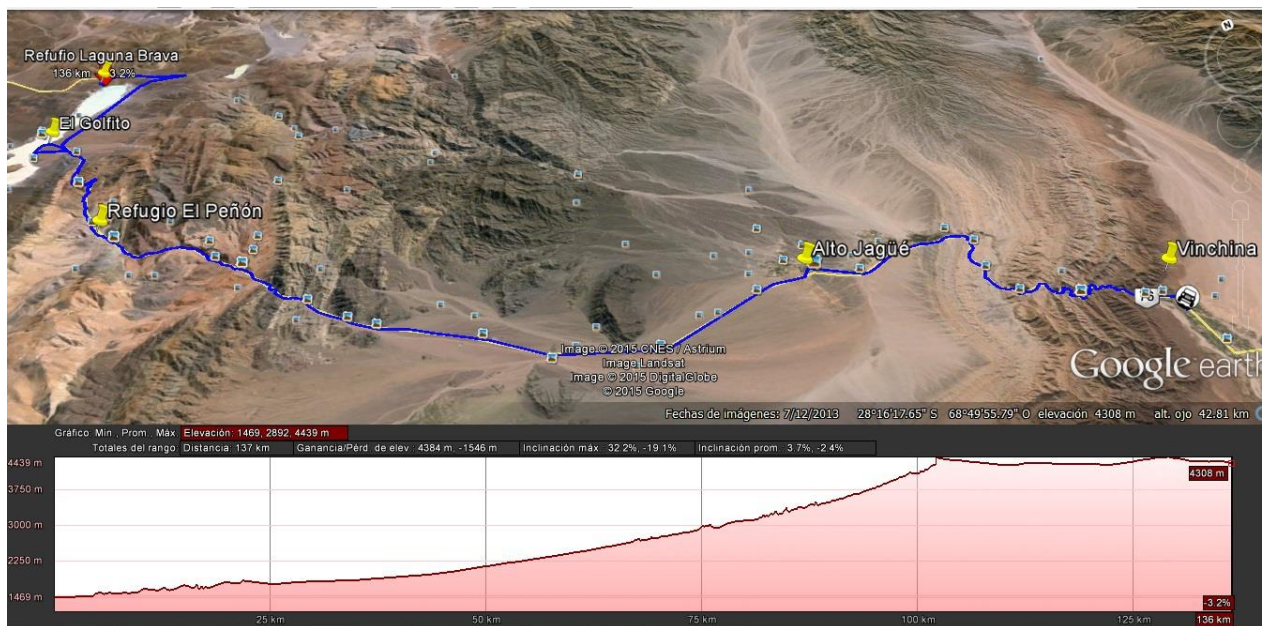 Refufio Laguna Brava
136 km 3.2%
El Golfito
Refugio El Peñón
Alto Jagüé
Vinchina
Image © 2015 CNES / Astrium
Image Landsat
Image © 2015 DigitalGlobe
© 2015 Google
Google earth
Fechas de imágenes: 7/12/2013 28°16'17.65" S 68°49'55.79" O elevación 4308 m alt. ojo 42.81 km
Gráfico Mín., Prom., Máx. Elevación: 1469, 2892, 4439 m
Totales del rango Distancia: 137 km Ganancia/Pérd. de elev.: 4384 m, -1546 m Inclinación máx: 32.2%, -19.1% Inclinación prom. 3.7%, -2.4%
4439 m
4308 m
3750 m
3000 m
2250 m
1469 m
-3.2%
25 km 50 km 75 km 100 km 125 km 136 km